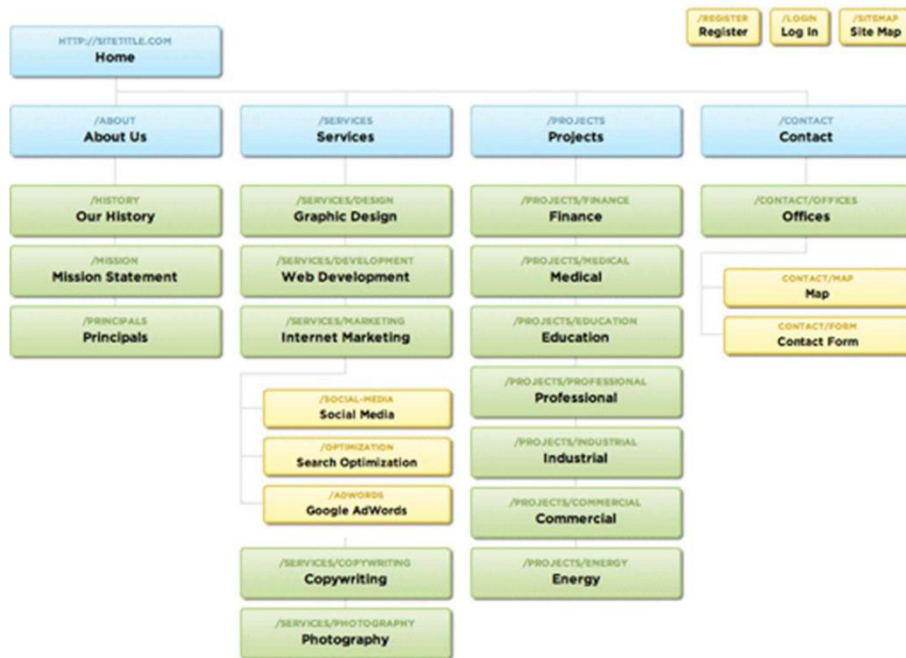 HTTP://SITETITLE.COM
Home
/REGISTER
Register
/LOGIN
Log In
/SITEMAP
Site Map
/ABOUT
About Us
/HISTORY
Our History
/MISSION
Mission Statement
/PRINCIPALS
Principals
/SERVICES
Services
/SERVICES/DESIGN
Graphic Design
/SERVICES/DEVELOPMENT
Web Development
/SERVICES/MARKETING
Internet Marketing
/SOCIAL-MEDIA
Social Media
/OPTIMIZATION
Search Optimization
/ADWORDS
Google AdWords
/SERVICES/COPYWRITING
Copywriting
/SERVICES/PHOTOGRAPHY
Photography
/PROJECTS
Projects
/PROJECTS/FINANCE
Finance
/PROJECTS/MEDICAL
Medical
/PROJECTS/EDUCATION
Education
/PROJECTS/PROFESSIONAL
Professional
/PROJECTS/INDUSTRIAL
Industrial
/PROJECTS/COMMERCIAL
Commercial
/PROJECTS/ENERGY
Energy
/CONTACT
Contact
/CONTACT/OFFICES
Offices
CONTACT/MAP
Map
CONTACT/FORM
Contact Form